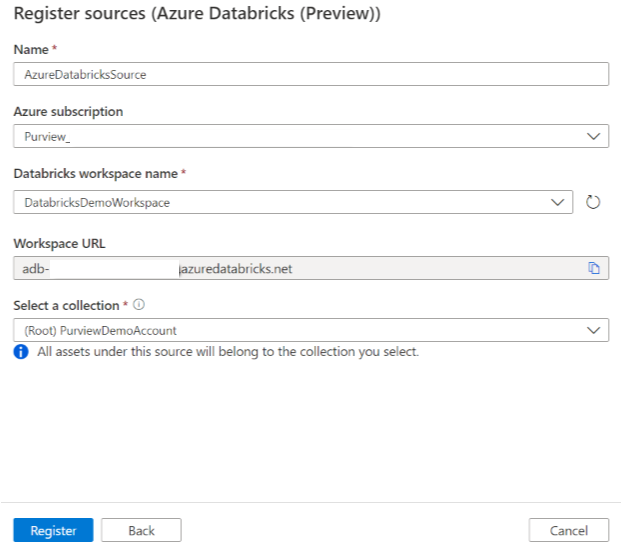 Register sources (Azure Databricks (Preview))
Name *
AzureDatabricksSource
Azure subscription
Purview_
Databricks workspace name *
DatabricksDemoWorkspace
Workspace URL
adb- azuredatabricks.net
Select a collection *
(Root) PurviewDemoAccount
All assets under this source will belong to the collection you select.
Register Back Cancel